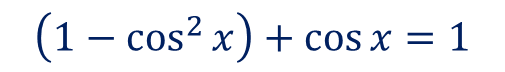 (1 − cos² x) + cos x = 1